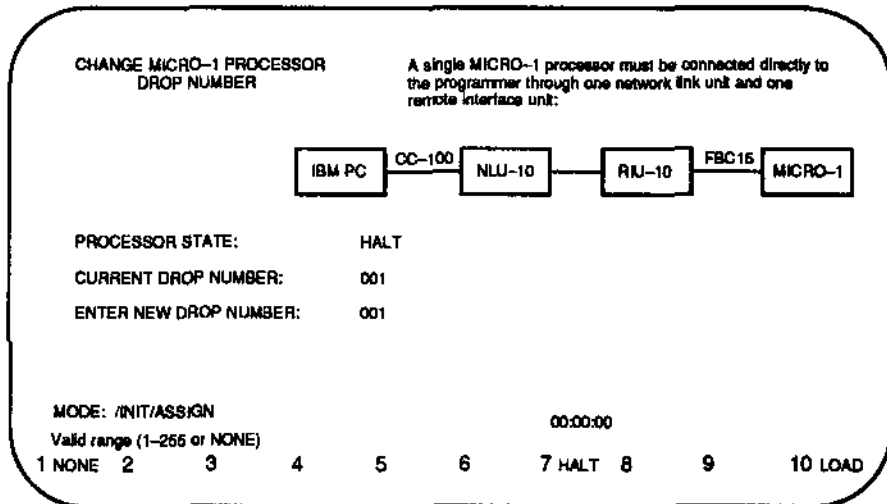 CHANGE MICRO–1 PROCESSOR
DROP NUMBER
A single MICRO–1 processor must be connected directly to
the programmer through one network link unit and one
remote interface unit:
IBM PC CC–100 NLU–10 RIU–10 FBC15 MICRO–1
PROCESSOR STATE: HALT
CURRENT DROP NUMBER: 001
ENTER NEW DROP NUMBER: 001
MODE: /INIT/ASSIGN 00:00:00
Valid range (1–255 or NONE)
1 NONE 2 3 4 5 6 7 HALT 8 9 10 LOAD